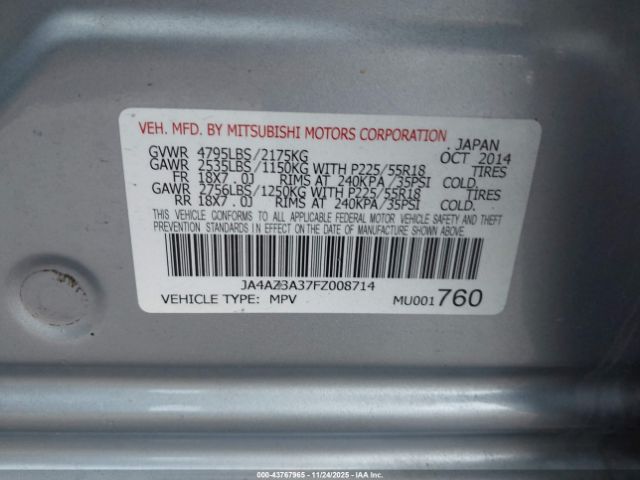 VEH. MFD. BY MITSUBISHI MOTORS CORPORATION
. JAPAN
GVWR 4795LBS/2175KG OCT 2014
GAWR 2535LBS/1150KG WITH P225/55R18 TIRES
FR 18X7.0J RIMS AT 240KPA/35PSI COLD.
GAWR 2756LBS/1250KG WITH P225/55R18 TIRES
RR 18X7.0J RIMS AT 240KPA/35PSI COLD.
THIS VEHICLE CONFORMS TO ALL APPLICABLE FEDERAL MOTOR VEHICLE SAFETY AND THEFT
PREVENTION STANDARDS IN EFFECT ON THE DATE OF MANUFACTURE SHOWN ABOVE.
JA4AZ3A37FZ008714
VEHICLE TYPE: MPV MU001760
IAA 00-43767965 - 11/24/2025 - IAAI.COM